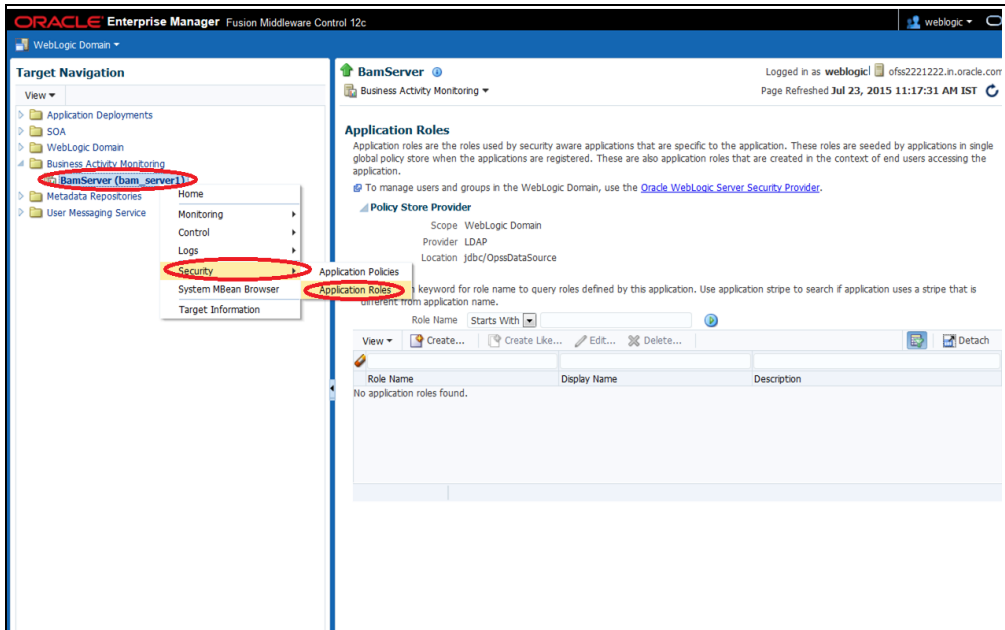 ORACLE Enterprise Manager Fusion Middleware Control 12c
weblogic
WebLogic Domain
Target Navigation
View
Application Deployments
SOA
WebLogic Domain
Business Activity Monitoring
BamServer (bam_server1)
Metadata Repositories
User Messaging Service
Home
Monitoring
Control
Logs
Security
System MBean Browser
Target Information
Application Policies
Application Roles
BamServer
Logged in as weblogic
ofss2221222.in.oracle.com
Business Activity Monitoring
Page Refreshed Jul 23, 2015 11:17:31 AM IST
Application Roles
Application roles are the roles used by security aware applications that are specific to the application. These roles are seeded by applications in single
global policy store when the applications are registered. These are also application roles that are created in the context of end users accessing the
application.
To manage users and groups in the WebLogic Domain, use the Oracle WebLogic Server Security Provider.
Policy Store Provider
Scope WebLogic Domain
Provider LDAP
Location jdbc/OpssDataSource
keyword for role name to query roles defined by this application. Use application stripe to search if application uses a stripe that is
different from application name.
Role Name Starts With
View Create... Create Like... Edit... Delete... Detach
Role Name Display Name Description
No application roles found.